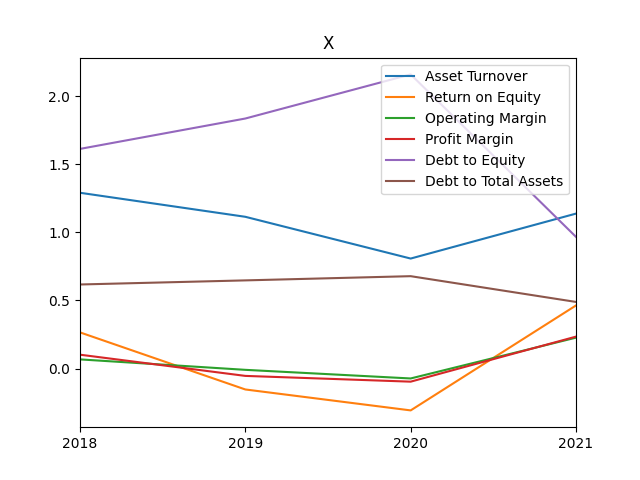 X
Asset Turnover
Return on Equity
Operating Margin
Profit Margin
Debt to Equity
Debt to Total Assets
2.0
1.5
1.0
0.5
0.0
2018 2019 2020 2021